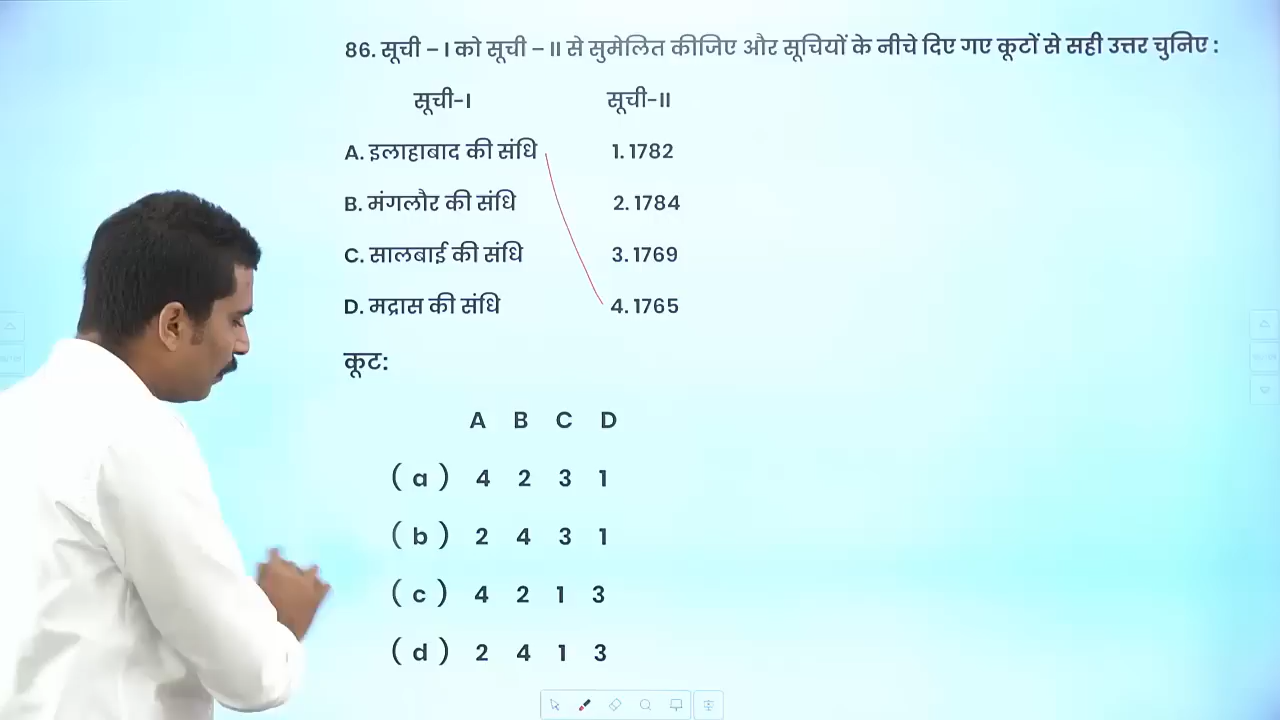 86. सूची – I को सूची – II से सुमेलित कीजिए और सूचियों के नीचे दिए गए कूटों से सही उत्तर चुनिए :
सूची-I सूची-II
A. इलाहाबाद की संधि 1. 1782
B. मंगलौर की संधि 2. 1784
C. सालबाई की संधि 3. 1769
D. मद्रास की संधि 4. 1765
कूट:
A B C D
( a ) 4 2 3 1
( b ) 2 4 3 1
( c ) 4 2 1 3
( d ) 2 4 1 3